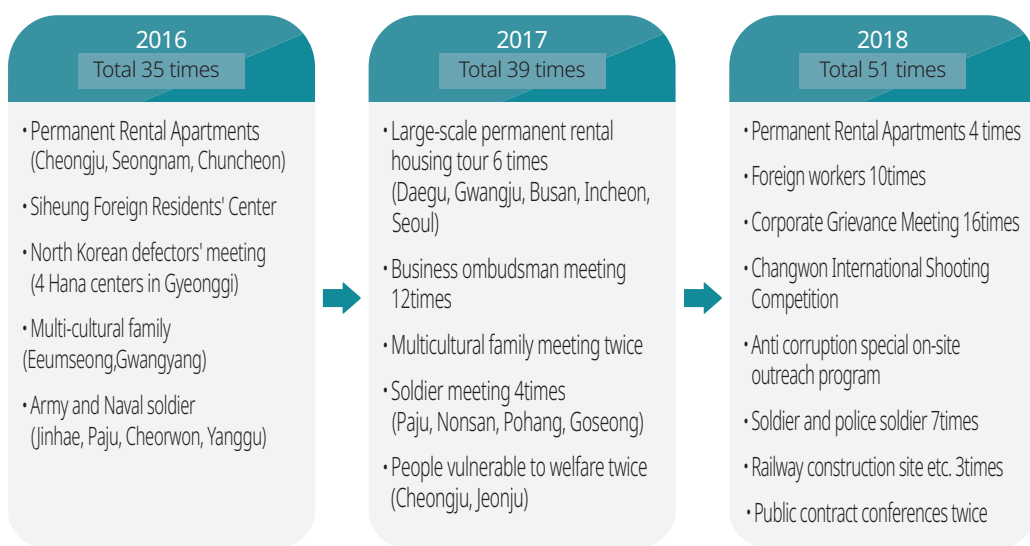 2016
Total 35 times
・Permanent Rental Apartments
(Cheongju, Seongnam, Chuncheon)
・Siheung Foreign Residents' Center
・North Korean defectors' meeting
(4 Hana centers in Gyeonggi)
・Multi-cultural family
(Eeumseong,Gwangyang)
・Army and Naval soldier
(Jinhae, Paju, Cheorwon, Yanggu)
2017
Total 39 times
・Large-scale permanent rental
housing tour 6 times
(Daegu, Gwangju, Busan, Incheon,
Seoul)
・Business ombudsman meeting
12times
・Multicultural family meeting twice
・Soldier meeting 4times
(Paju, Nonsan, Pohang, Goseong)
・People vulnerable to welfare twice
(Cheongju, Jeonju)
2018
Total 51 times
・Permanent Rental Apartments 4 times
・Foreign workers 10times
・Corporate Grievance Meeting 16times
・Changwon International Shooting
Competition
・Anti corruption special on-site
outreach program
・Soldier and police soldier 7times
・Railway construction site etc. 3times
・Public contract conferences twice